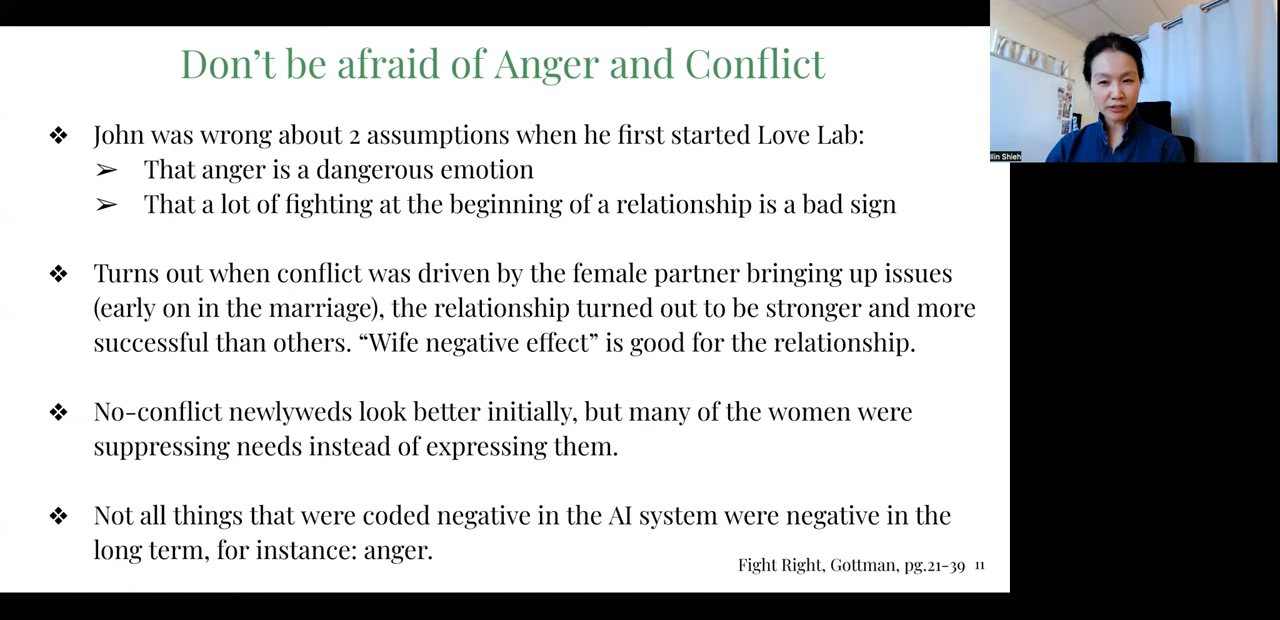 Don't be afraid of Anger and Conflict
❖ John was wrong about 2 assumptions when he first started Love Lab:
➢ That anger is a dangerous emotion
➢ That a lot of fighting at the beginning of a relationship is a bad sign
❖ Turns out when conflict was driven by the female partner bringing up issues
(early on in the marriage), the relationship turned out to be stronger and more
successful than others. “Wife negative effect” is good for the relationship.
❖ No-conflict newlyweds look better initially, but many of the women were
suppressing needs instead of expressing them.
❖ Not all things that were coded negative in the AI system were negative in the
long term, for instance: anger.
Fight Right, Gottman, pg.21-39 11
Shieh